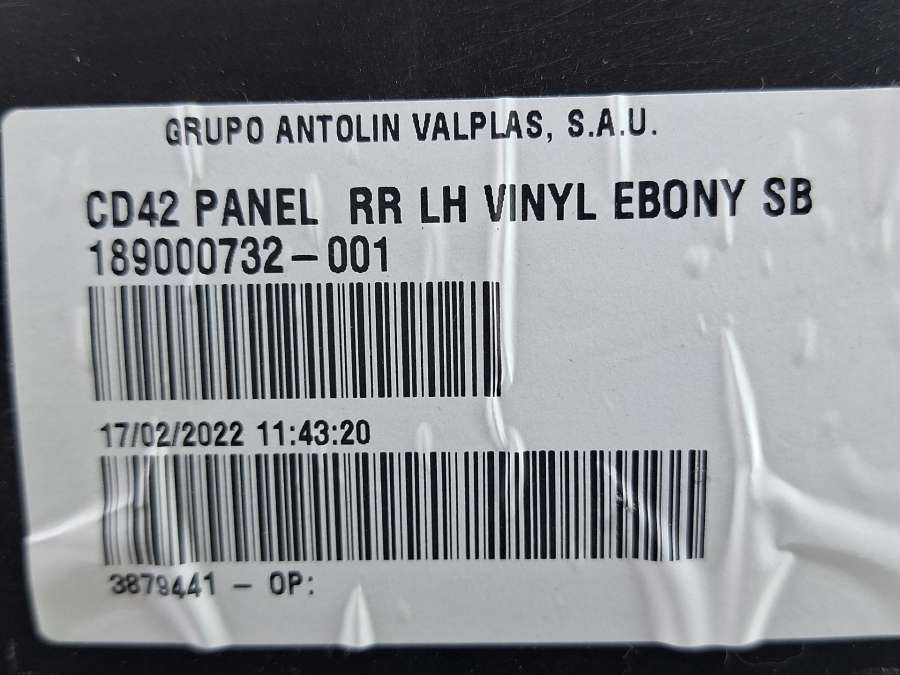 GRUPO ANTOLIN VALPLAS, S.A.U.
CD42 PANEL RR LH VINYL EBONY SB
189000732-001
17/02/2022 11:43:20
3879441 - OP: